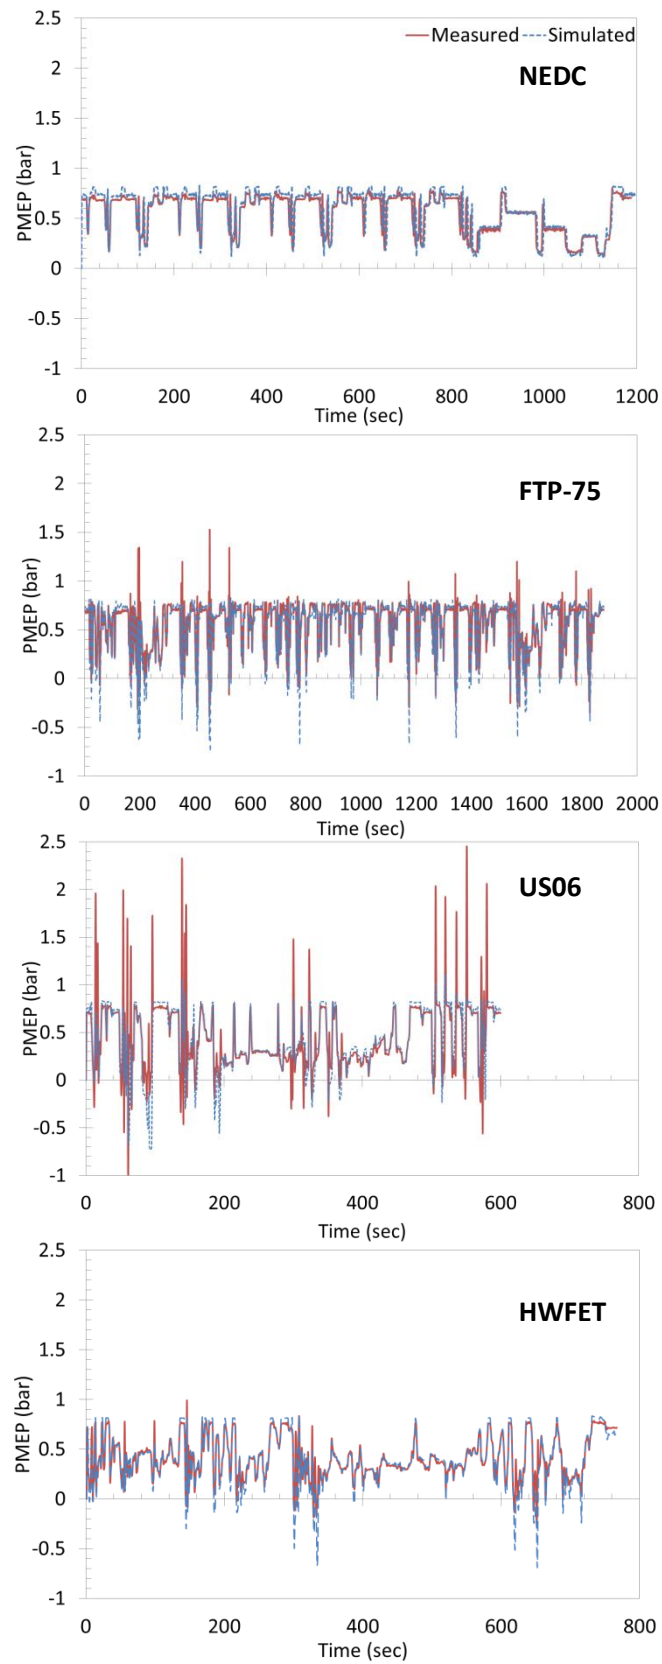 2.5
Measured Simulated
NEDC
2
1.5
PMEP (bar)
1
0.5
0
-0.5
-1
0 200 400 600 800 1000 1200
Time (sec)
2.5
FTP-75
2
1.5
PMEP (bar)
1
0.5
0
-0.5
-1
0 200 400 600 800 1000 1200 1400 1600 1800 2000
Time (sec)
2.5
US06
2
1.5
PMEP (bar)
1
0.5
0
-0.5
-1
0 200 400 600 800
Time (sec)
2.5
HWFET
2
1.5
PMEP (bar)
1
0.5
0
-0.5
-1
0 200 400 600 800
Time (sec)